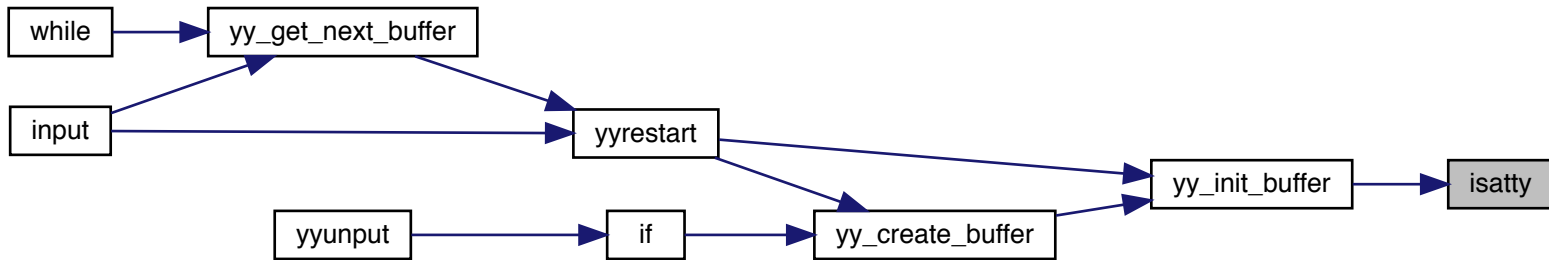 while
yy_get_next_buffer
input
yyrestart
yy_init_buffer
isatty
yyunput
if
yy_create_buffer